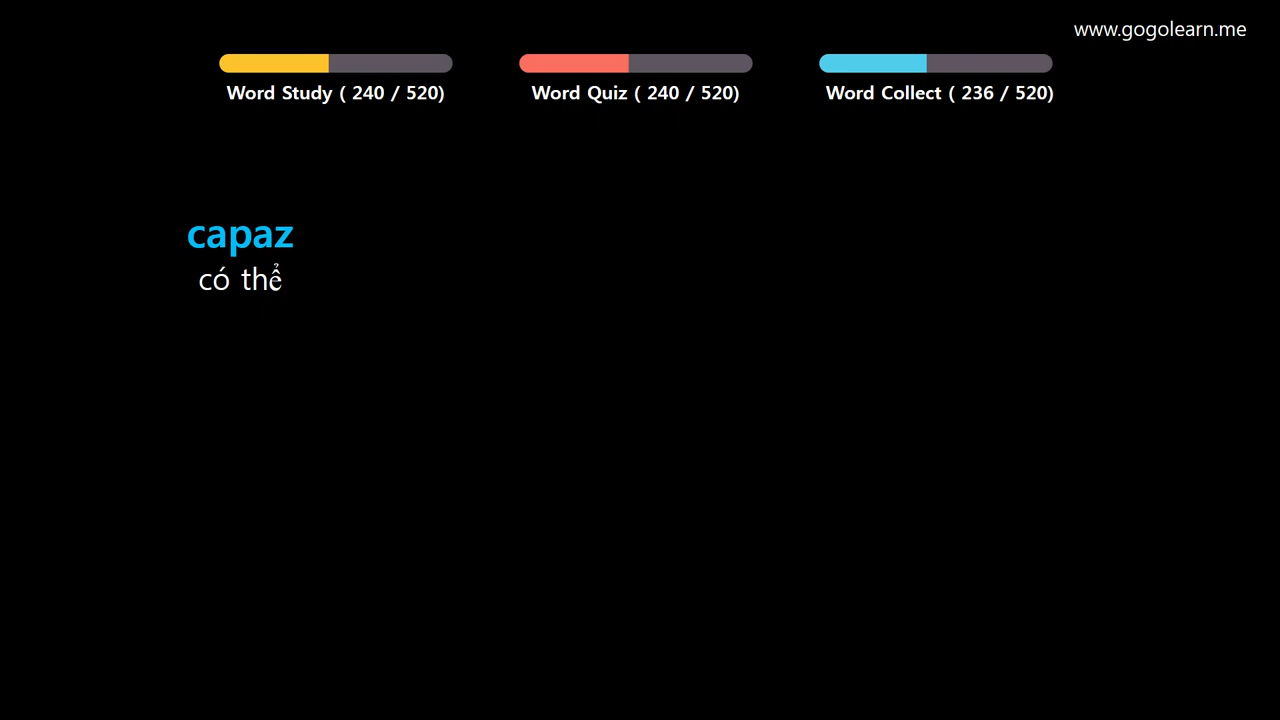 www.gogolearn.me
Word Study ( 240 / 520)
Word Quiz ( 240 / 520)
Word Collect ( 236 / 520)
capaz
có thể